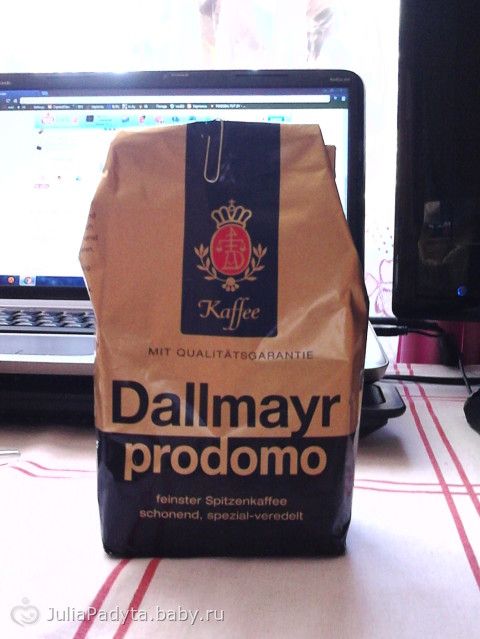 Kaffee
MIT QUALITÄTSGARANTIE
Dallmayr
prodomo
feinster Spitzenkaffee
schonend, spezial-veredelt
JuliaPadyta.baby.ru